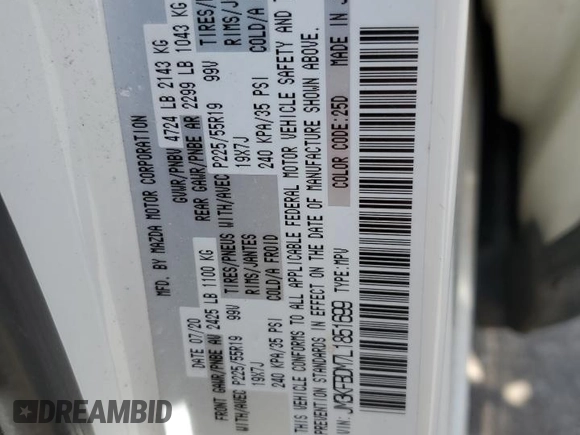 MFD. BY MAZDA MOTOR CORPORATION
DATE 07/20 GVWR/PNBV 4724 LB 2143 KG
FRONT GAWR/PNBE AV 2425 LB 1100 KG REAR GAWR/PNBE AR 2299 LB 1043 KG
WITH/AVEC P225/55R19 99V TIRES/PNEUS WITH/AVEC P225/55R19 99V TIRES/
19X7J RIMS/JANTES 19X7J RIMS/J
240 KPA/35 PSI COLD/A FROID 240 KPA/35 PSI COLD/A
THIS VEHICLE CONFORMS TO ALL APPLICABLE FEDERAL MOTOR VEHICLE SAFETY AND
PREVENTION STANDARDS IN EFFECT ON THE DATE OF MANUFACTURE SHOWN ABOVE.
COLOR CODE:25D MADE IN J
VIN: JM3KFBDM7L1851699 TYPE:MPV
BIDCARS